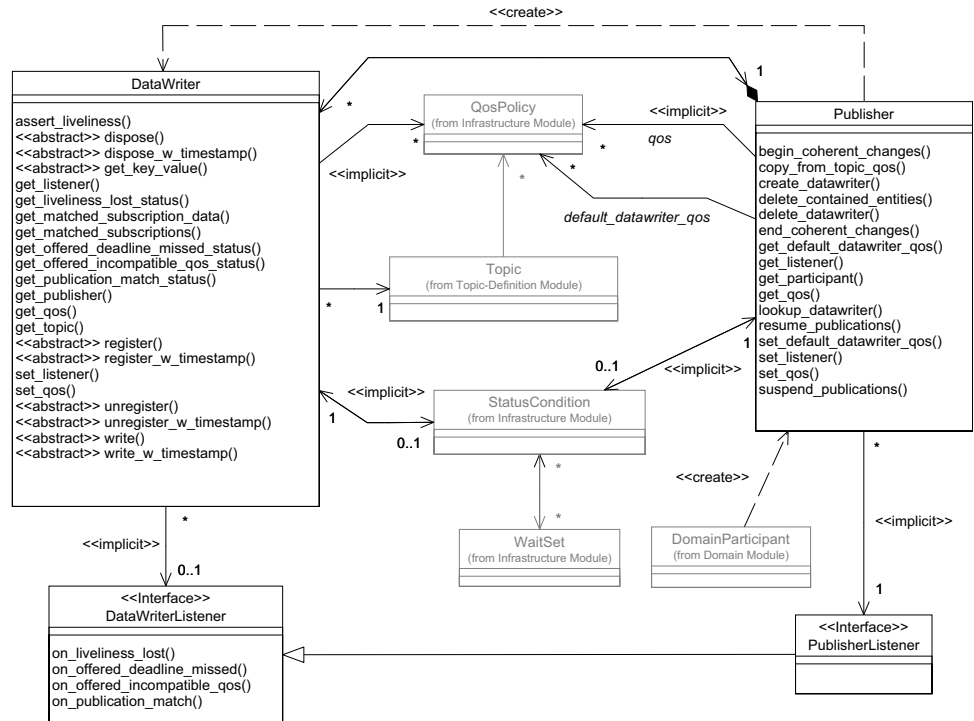 <<create>>
DataWriter
assert_liveliness()
<<abstract>> dispose()
<<abstract>> dispose_w_timestamp()
<<abstract>> get_key_value()
get_listener()
get_liveliness_lost_status()
get_matched_subscription_data()
get_matched_subscriptions()
get_offered_deadline_missed_status()
get_offered_incompatible_qos_status()
get_publication_match_status()
get_publisher()
get_qos()
get_topic()
<<abstract>> register()
<<abstract>> register_w_timestamp()
set_listener()
set_qos()
<<abstract>> unregister()
<<abstract>> unregister_w_timestamp()
<<abstract>> write()
<<abstract>> write_w_timestamp()
*
1
QosPolicy
(from Infrastructure Module)
*
<<implicit>>
*
*
*
<<implicit>>
qos
default_datawriter_qos
Publisher
begin_coherent_changes()
copy_from_topic_qos()
create_datawriter()
delete_contained_entities()
delete_datawriter()
end_coherent_changes()
get_default_datawriter_qos()
get_listener()
get_participant()
get_qos()
lookup_datawriter()
resume_publications()
set_default_datawriter_qos()
set_listener()
set_qos()
suspend_publications()
Topic
(from Topic-Definition Module)
*
1
1
0..1
<<implicit>>
<<implicit>>
1
0..1
StatusCondition
(from Infrastructure Module)
*
*
WaitSet
(from Infrastructure Module)
<<create>>
DomainParticipant
(from Domain Module)
*
<<implicit>>
1
*
<<implicit>>
0..1
<<Interface>>
DataWriterListener
on_liveliness_lost()
on_offered_deadline_missed()
on_offered_incompatible_qos()
on_publication_match()
<<Interface>>
PublisherListener